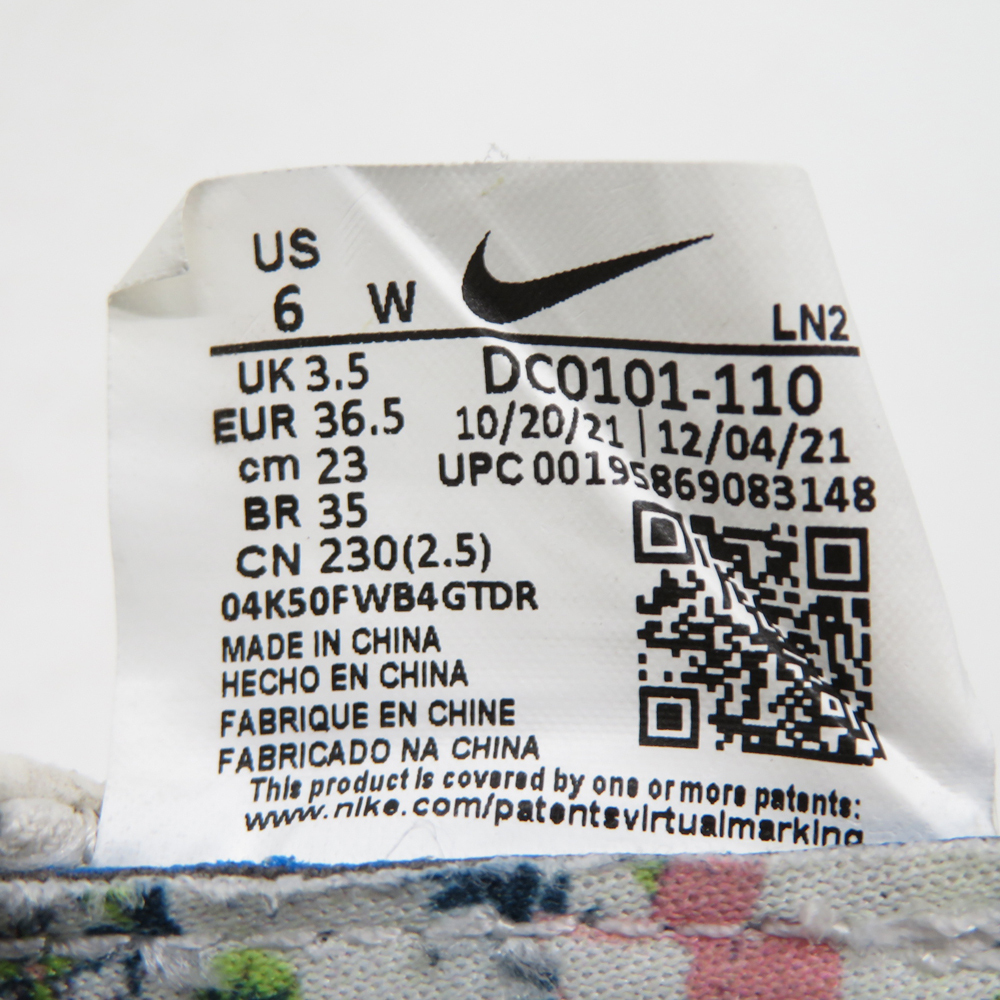 US
6 W
LN2
UK 3.5
DC0101-110
EUR 36.5
10/20/21 | 12/04/21
cm 23
UPC 00195869083148
BR 35
CN 230(2.5)
04K50FWB4GTDR
MADE IN CHINA
HECHO EN CHINA
FABRIQUE EN CHINE
FABRICADO NA CHINA
This product is covered by one or more patents:
www.nike.com/patentsvirtualmarking